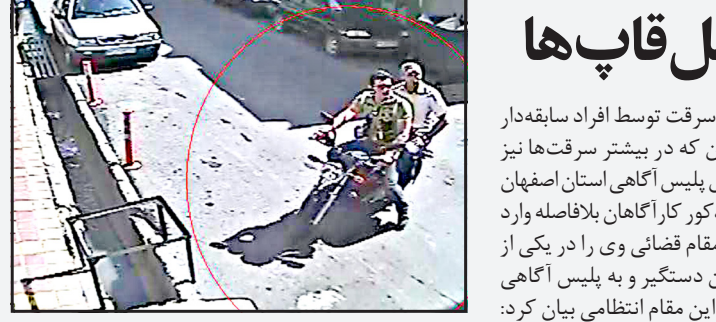 ل‌قاپ‌ها
سرقت توسط افراد سابقه‌دار
که در بیشتر سرقت‌ها نیز
پلیس آگاهی استان اصفهان
کارآگاهان بلافاصله وارد
مقام قضائی وی را در یکی از
دستگیر و به پلیس آگاهی
این مقام انتظامی بیان کرد: